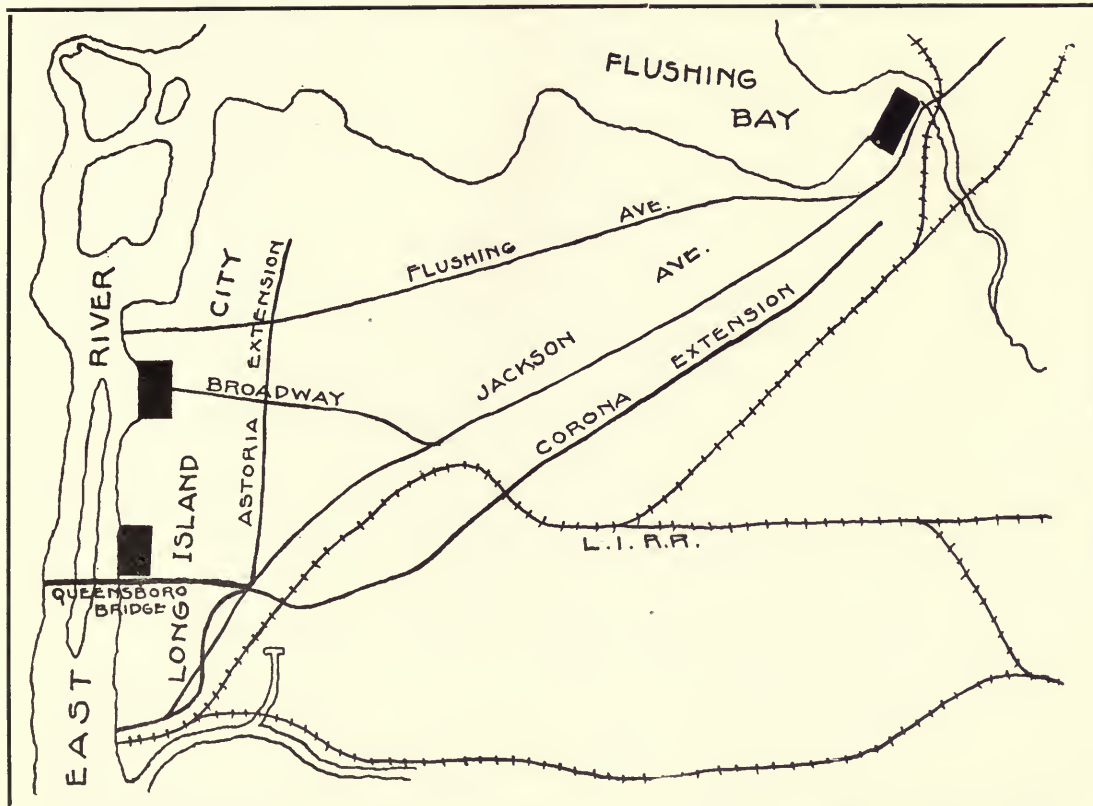 FLUSHING
BAY
FLUSHING AVE.
JACKSON AVE.
CORONA EXTENSION
ASTORIA EXTENSION
BROADWAY
LONG ISLAND CITY
EAST RIVER
QUEENSBORO
BRIDGE
L.I.R.R.